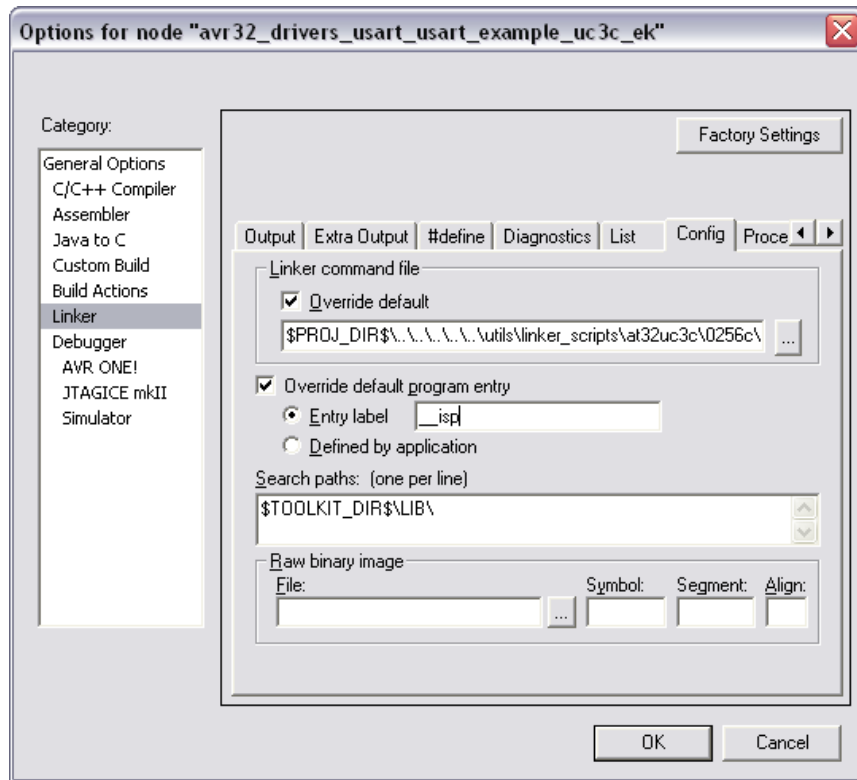 Options for node "avr32_drivers_usart_usart_example_uc3c_ek"
Category:
Factory Settings
General Options
C/C++ Compiler
Assembler
Java to C
Custom Build
Build Actions
Linker
Debugger
AVR ONE!
JTAGICE mkII
Simulator
Output Extra Output #define Diagnostics List Config Proce
Linker command file
Override default
$PROJ_DIR$\..\..\..\..\..\utils\linker_scripts\at32uc3c\0256c\ ...
Override default program entry
Entry label __isp
Defined by application
Search paths: (one per line)
$TOOLKIT_DIR$\LIB\
Raw binary image
File: Symbol: Segment: Align:
...
OK Cancel